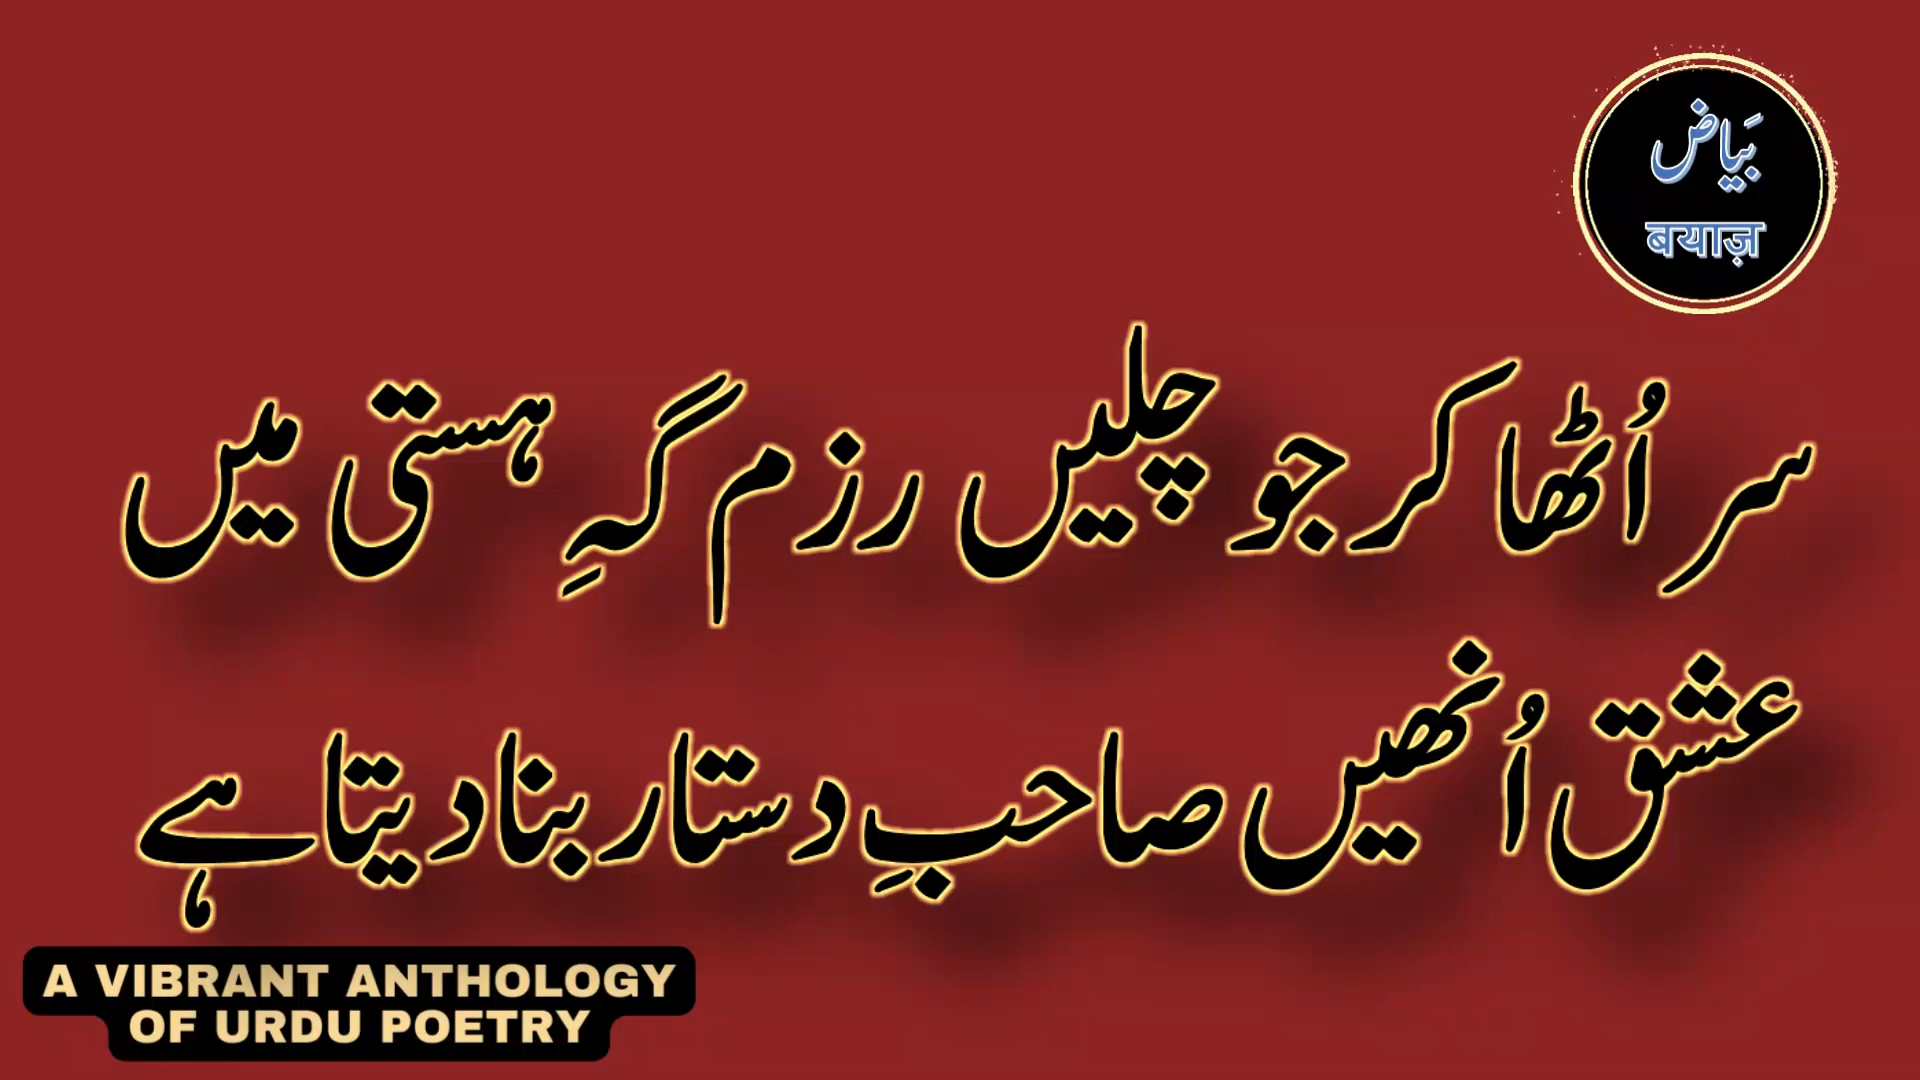 بَیاض
बयाज़
سر اُٹھا کر جو چلیں رزم گہِ ہستی میں
عشق اُنھیں صاحبِ دستار بنا دیتا ہے
A VIBRANT ANTHOLOGY
OF URDU POETRY